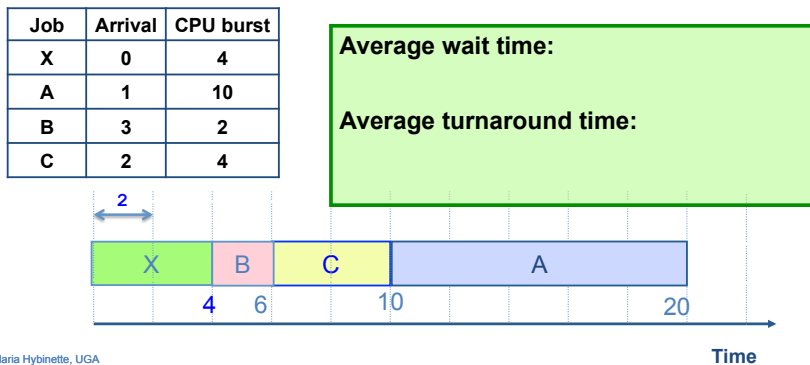 Job Arrival CPU burst
X 0 4
A 1 10
B 3 2
C 2 4
Average wait time:
Average turnaround time:
2
X B C A
4 6 10 20
Time
Maria Hybinette, UGA